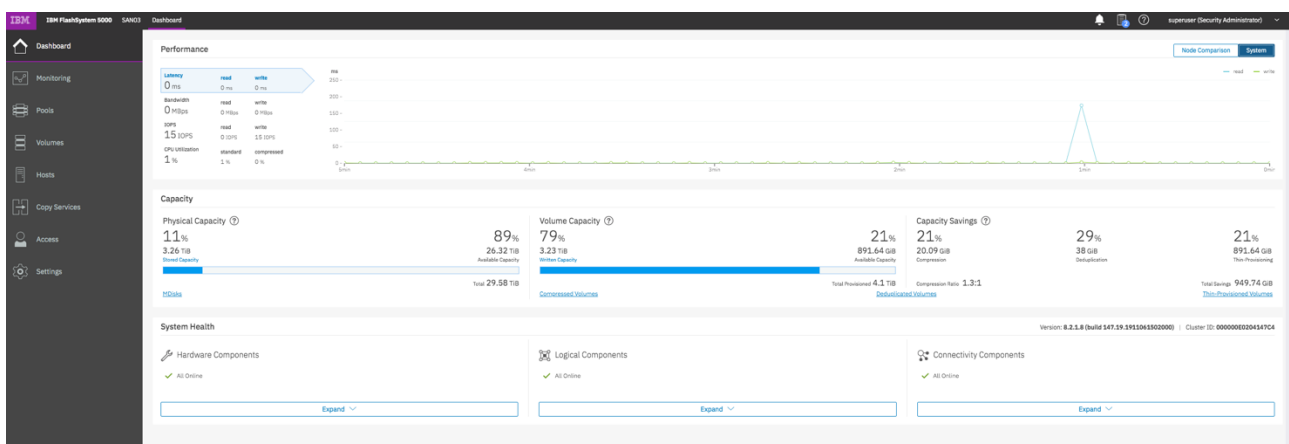 IBM IBM FlashSystem 5000 SAN03 Dashboard 2 superuser (Security Administrator)
Dashboard
Monitoring
Pools
Volumes
Hosts
Copy Services
Access
Settings
Performance
Node Comparison System
Latency read write
0 ms 0 ms 0 ms
Bandwidth read write
0 MBps 0 MBps 0 MBps
IOPS read write
15 IOPS 0 IOPS 15 IOPS
CPU Utilization standard compressed
1 % 1 % 0 %
ms
read write
250
200
150
100
50
0
5min 4min 3min 2min 1min 0min
Capacity
Physical Capacity
11% 89%
3.26 TiB 26.32 TiB
Stored Capacity Available Capacity
Total 29.58 TiB
MDisks
Volume Capacity
79% 21%
3.23 TiB 891.64 GiB
Written Capacity Available Capacity
Total Provisioned 4.1 TiB
Compressed Volumes Deduplicated Volumes
Capacity Savings
21% 29% 21%
20.09 GiB 38 GiB 891.64 GiB
Compression Deduplication Thin-Provisioning
Compression Ratio 1.3:1 Total Savings 949.74 GiB
Thin-Provisioned Volumes
System Health
Version: 8.2.1.8 (build 147.19.1911061502000) | Cluster ID: 000000E0204147C4
Hardware Components
All Online
Expand
Logical Components
All Online
Expand
Connectivity Components
All Online
Expand